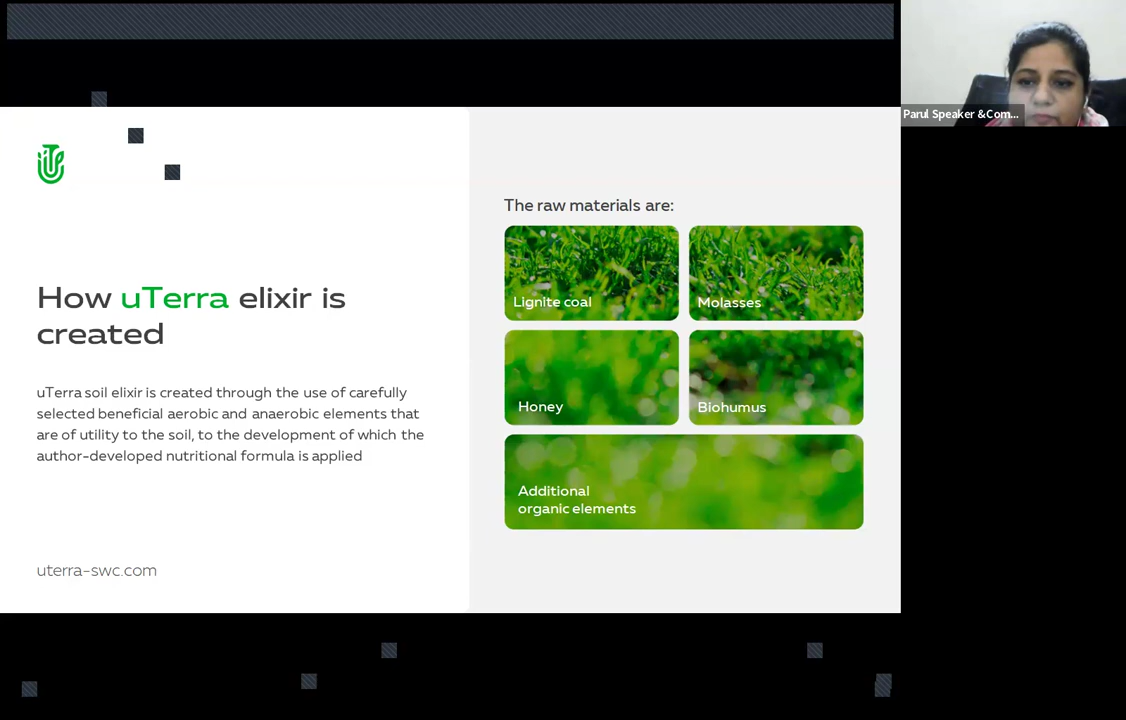 Parul Speaker &Com...
How uTerra elixir is
created
uTerra soil elixir is created through the use of carefully
selected beneficial aerobic and anaerobic elements that
are of utility to the soil, to the development of which the
author-developed nutritional formula is applied
uterra-swc.com
The raw materials are:
Lignite coal
Molasses
Honey
Biohumus
Additional
organic elements